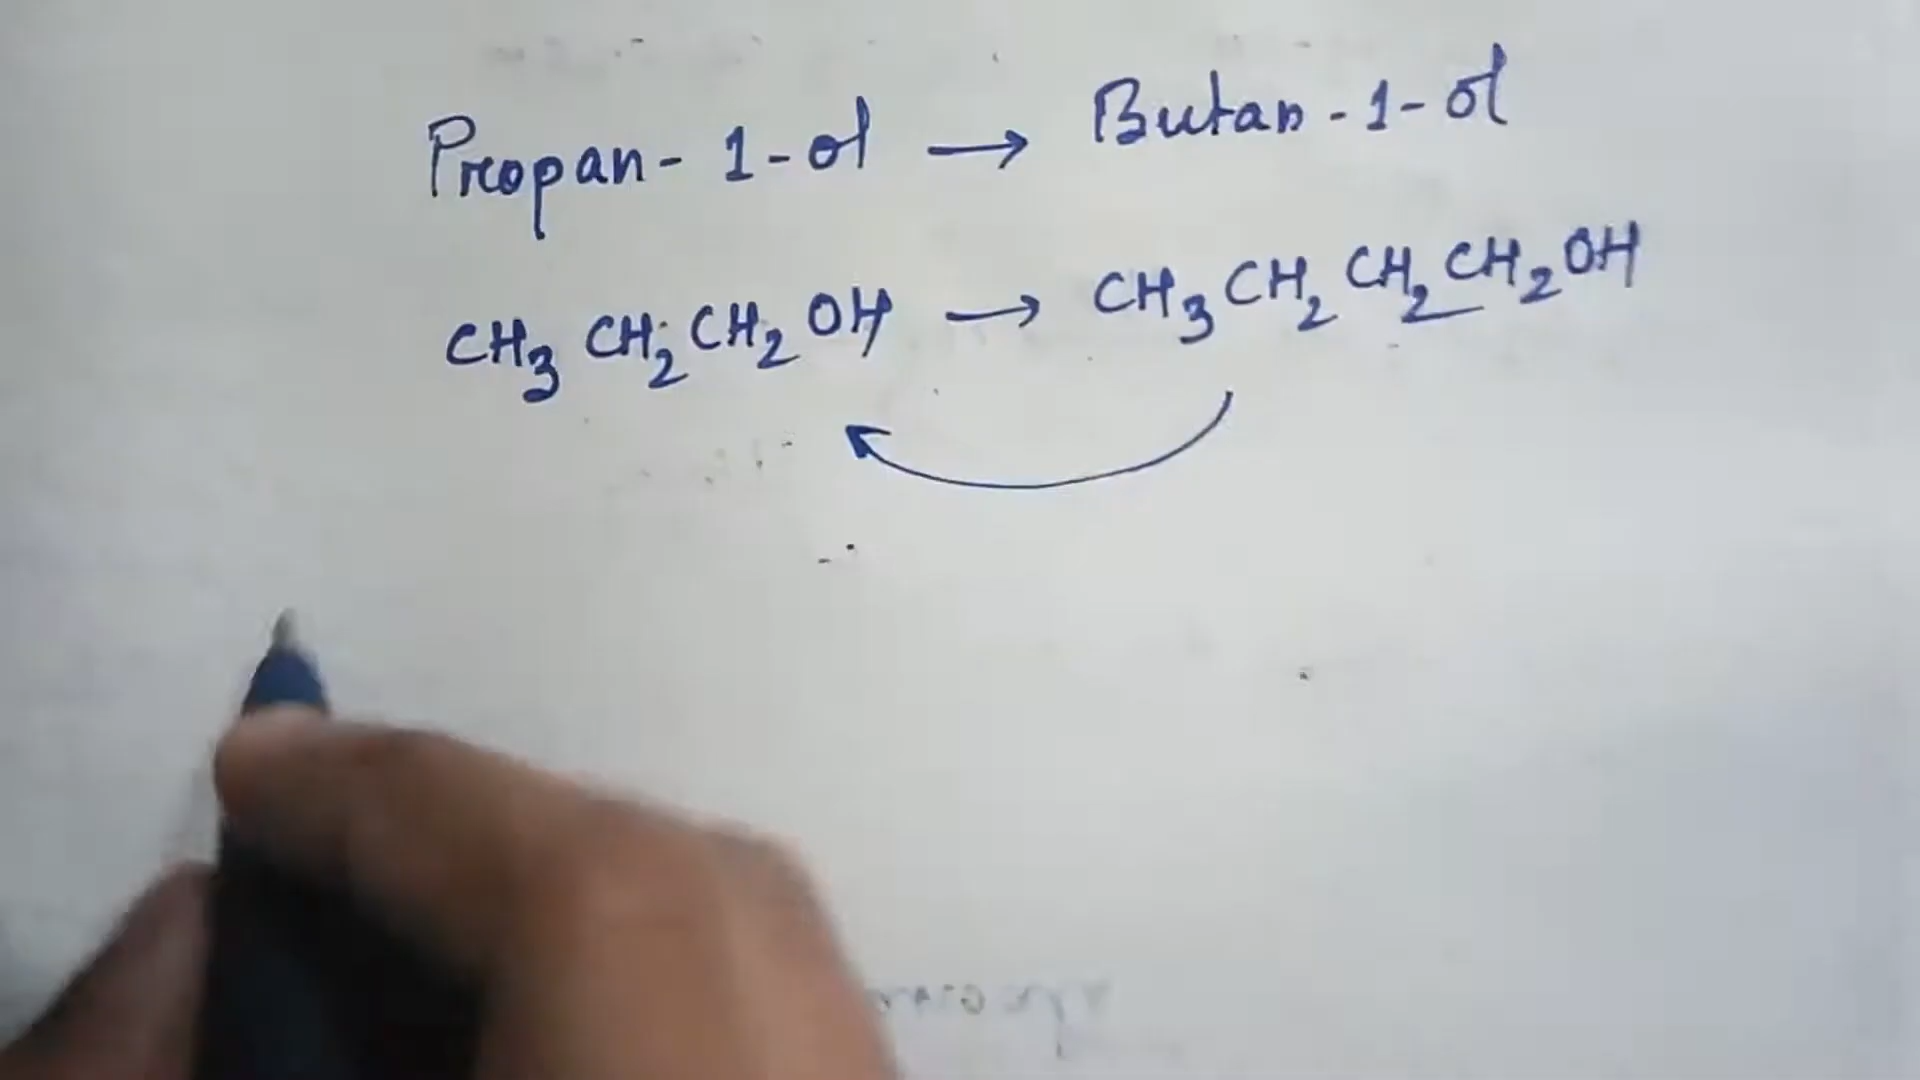 Propan-1-ol → Butan-1-ol
CH3 CH2 CH2 OH → CH3 CH2 CH2 CH2 OH